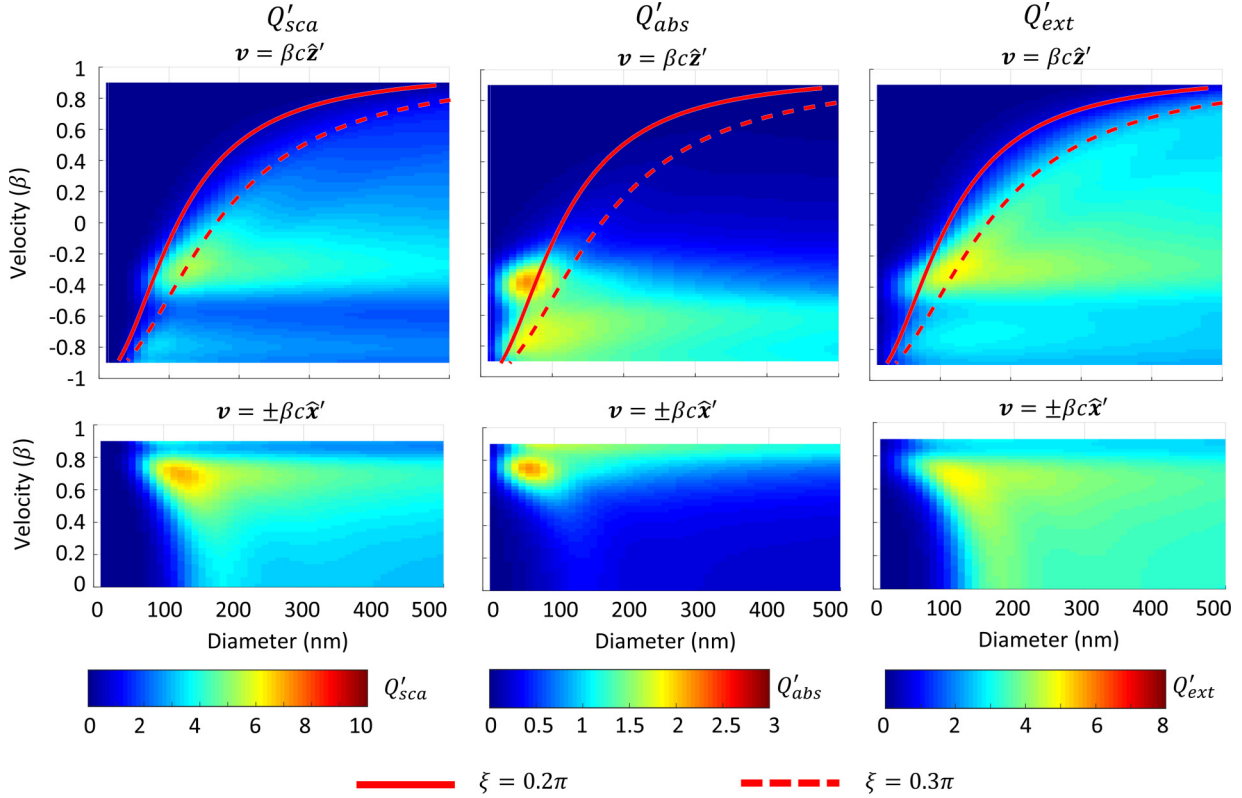 Q′sca Q′abs Q′ext
v = βcẑ′ v = βcẑ′ v = βcẑ′
Velocity (β)
1
0.8
0.6
0.4
0.2
0
-0.2
-0.4
-0.6
-0.8
-1
v = ±βcx̂′ v = ±βcx̂′ v = ±βcx̂′
Velocity (β)
1
0.8
0.6
0.4
0.2
0
0 100 200 300 400 500 0 100 200 300 400 500 0 100 200 300 400 500
Diameter (nm) Diameter (nm) Diameter (nm)
Q′sca Q′abs Q′ext
0 2 4 6 8 10 0 0.5 1 1.5 2 2.5 3 0 2 4 6 8
ξ = 0.2π ξ = 0.3π